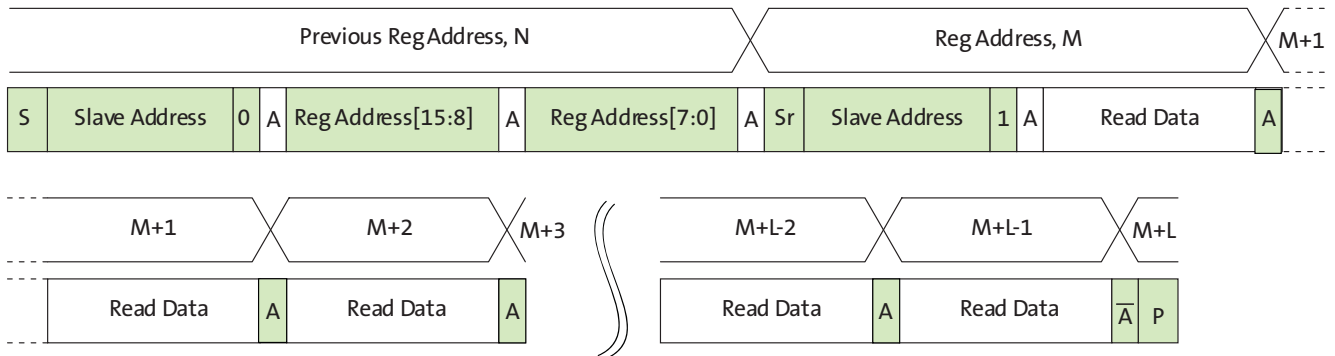 Previous Reg Address, N Reg Address, M M+1
S Slave Address 0 A Reg Address[15:8] A Reg Address[7:0] A Sr Slave Address 1 A Read Data A
M+1 M+2 M+3 M+L-2 M+L-1 M+L
Read Data A Read Data A Read Data A Read Data A̅ P